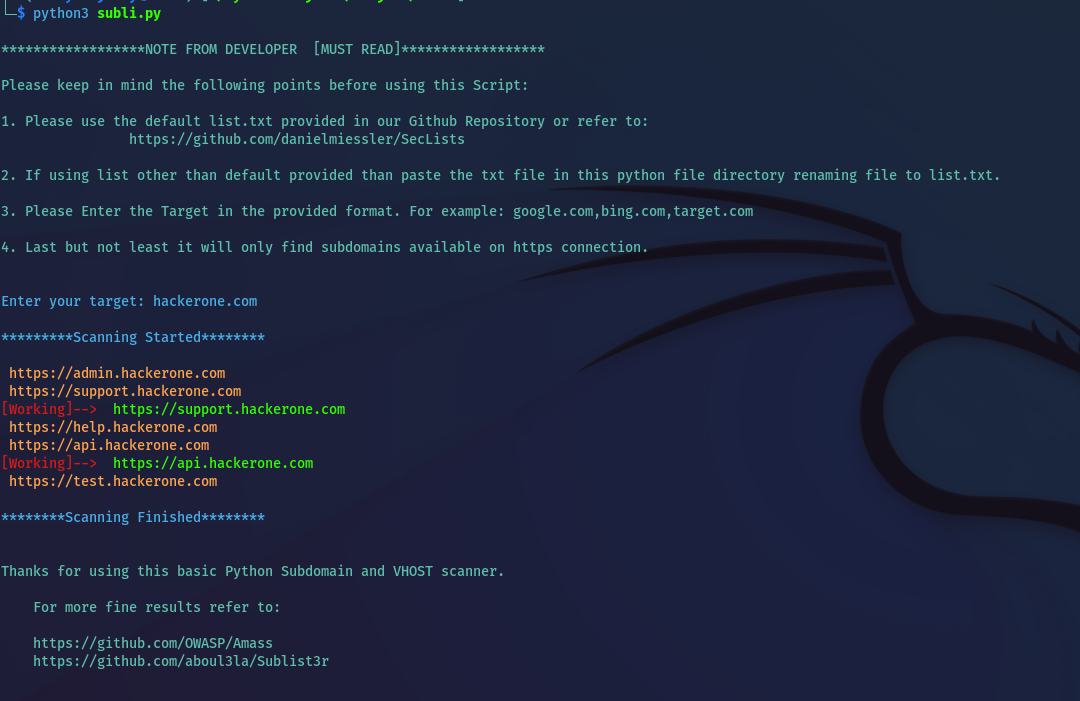 └─$ python3 subli.py
******************NOTE FROM DEVELOPER  [MUST READ]******************
Please keep in mind the following points before using this Script:
1. Please use the default list.txt provided in our Github Repository or refer to:
https://github.com/danielmiessler/SecLists
2. If using list other than default provided than paste the txt file in this python file directory renaming file to list.txt.
3. Please Enter the Target in the provided format. For example: google.com,bing.com,target.com
4. Last but not least it will only find subdomains available on https connection.
Enter your target: hackerone.com
*********Scanning Started********
https://admin.hackerone.com
https://support.hackerone.com
[Working]-->  https://support.hackerone.com
https://help.hackerone.com
https://api.hackerone.com
[Working]-->  https://api.hackerone.com
https://test.hackerone.com
********Scanning Finished********
Thanks for using this basic Python Subdomain and VHOST scanner.
For more fine results refer to:
https://github.com/OWASP/Amass
https://github.com/aboul3la/Sublist3r